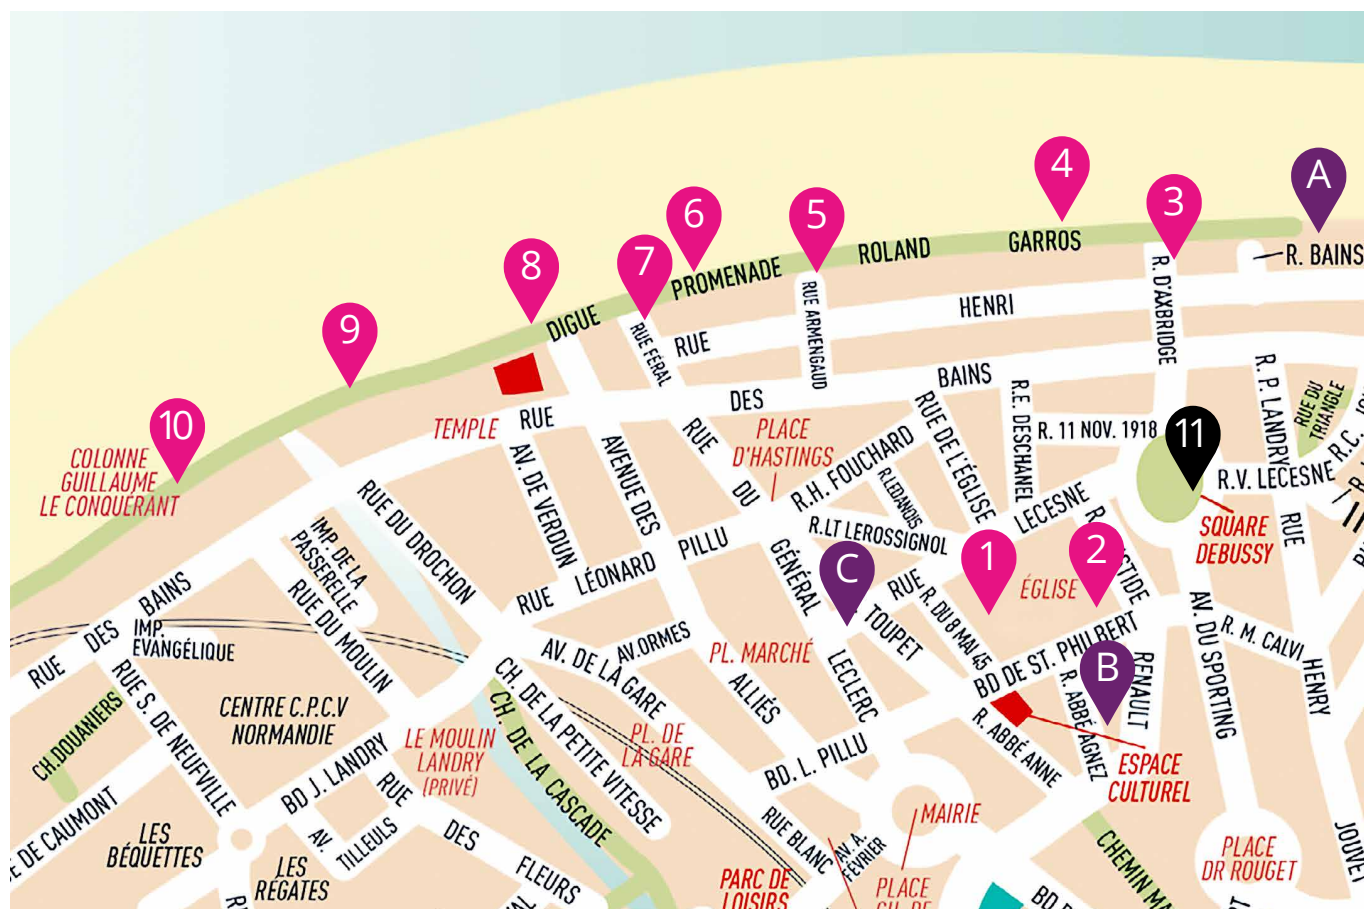 4
A
3
5
6
7
8
9
10
11
1
2
C
B
DIGUE
PROMENADE
ROLAND
GARROS
R. BAINS
R. D'AXBRIDGE
RUE
HENRI
RUE ARMENGAUD
RUE FÉRAL
RUE
DES
BAINS
TEMPLE
COLONNE
GUILLAUME
LE CONQUÉRANT
PLACE
D'HASTINGS
R.E. DESCHANEL
R. 11 NOV. 1918
R. P. LANDRY
RUE DU
TRIANGLE
R.C.
R.V. LECESNE
SQUARE
DEBUSSY
RUE DE L'ÉGLISE
R.H. FOUCHARD
R.LEDANOIS
R.LT LEROSSIGNOL
LECESNE
RUE
ÉGLISE
RUE
DU
GÉNÉRAL
LECLERC
AV. DE VERDUN
AVENUE DES
ALLIÉS
RUE
LÉONARD
PILLU
RUE DU DROCHON
IMP. DE LA
PASSERELLE
RUE DU MOULIN
RUE
DES
BAINS
IMP.
EVANGÉLIQUE
RUE S. DE NEUFVILLE
CH.DOUANIERS
CENTRE C.P.C.V
NORMANDIE
BD J. LANDRY
LE MOULIN
LANDRY
(PRIVÉ)
CH. DE LA PETITE VITESSE
CH. DE LA CASCADE
AV. DE LA GARE
AV.ORMES
PL. MARCHÉ
PL. DE
LA GARE
TOUPET
R. DU 8 MAI 45
BD DE ST. PHILBERT
R. ABBÉ AGNEZ
RENAULT
AV. DU SPORTING
R. M. CALVI
RUE
HENRY
JOUVET
R. ABBÉ ANNE
ESPACE
CULTUREL
BD. L. PILLU
MAIRIE
RUE BLANC
AV A.
FÉVRIER
PARC DE
LOISIRS
PLACE
CHEMIN
PLACE
DR ROUGET
E DE CAUMONT
LES
BÉQUETTES
LES
RÉGATES
AV.
TILLEULS
RUE
DES
FLEURS